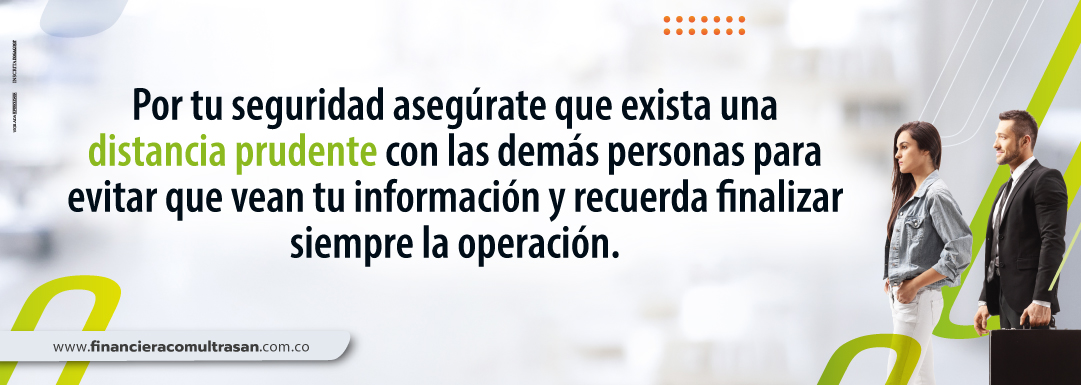 Por tu seguridad asegúrate que exista una
distancia prudente con las demás personas para
evitar que vean tu información y recuerda finalizar
siempre la operación.
www.financieracomultrasan.com.co